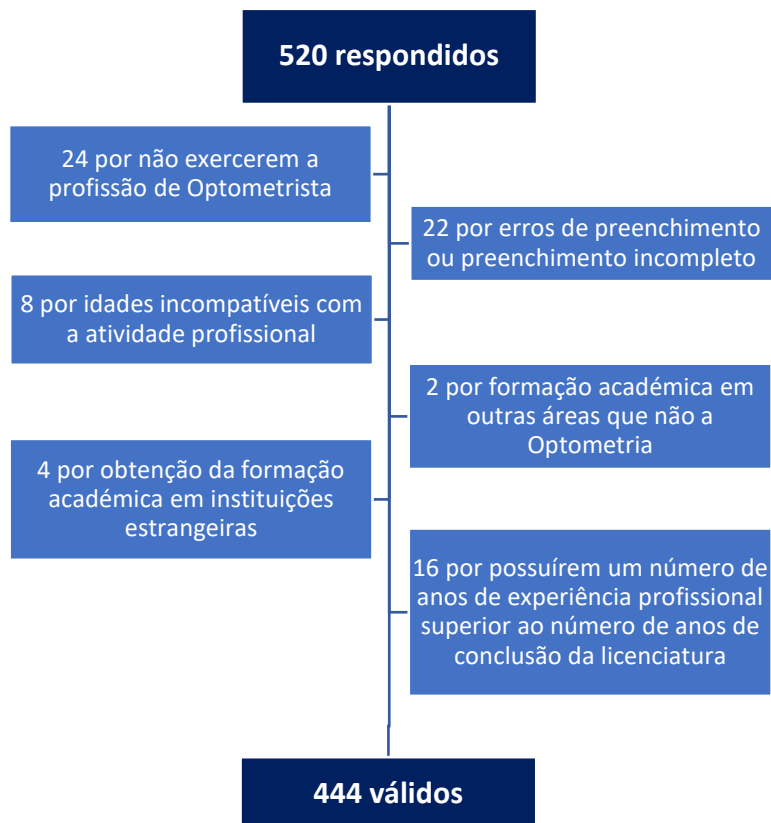 520 respondidos
24 por não exercerem a
profissão de Optometrista
22 por erros de preenchimento
ou preenchimento incompleto
8 por idades incompatíveis com
a atividade profissional
2 por formação académica em
outras áreas que não a
Optometria
4 por obtenção da formação
académica em instituições
estrangeiras
16 por possuírem um número de
anos de experiência profissional
superior ao número de anos de
conclusão da licenciatura
444 válidos